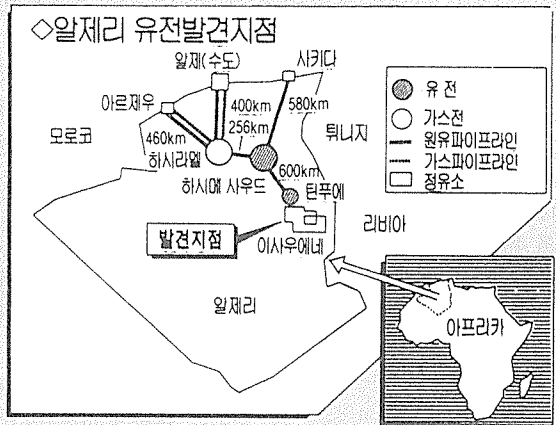 ◇알제리 유전발견지점
알제(수도)
사키다
아르제우
400km
580km
모로코
460km
256km
튀니지
하시라멜
하시메 사우드
600km
틴푸예
리비아
발견지점
이사우에네
알제리
아프리카
유 전
가스전
원유파이프라인
가스파이프라인
정유소